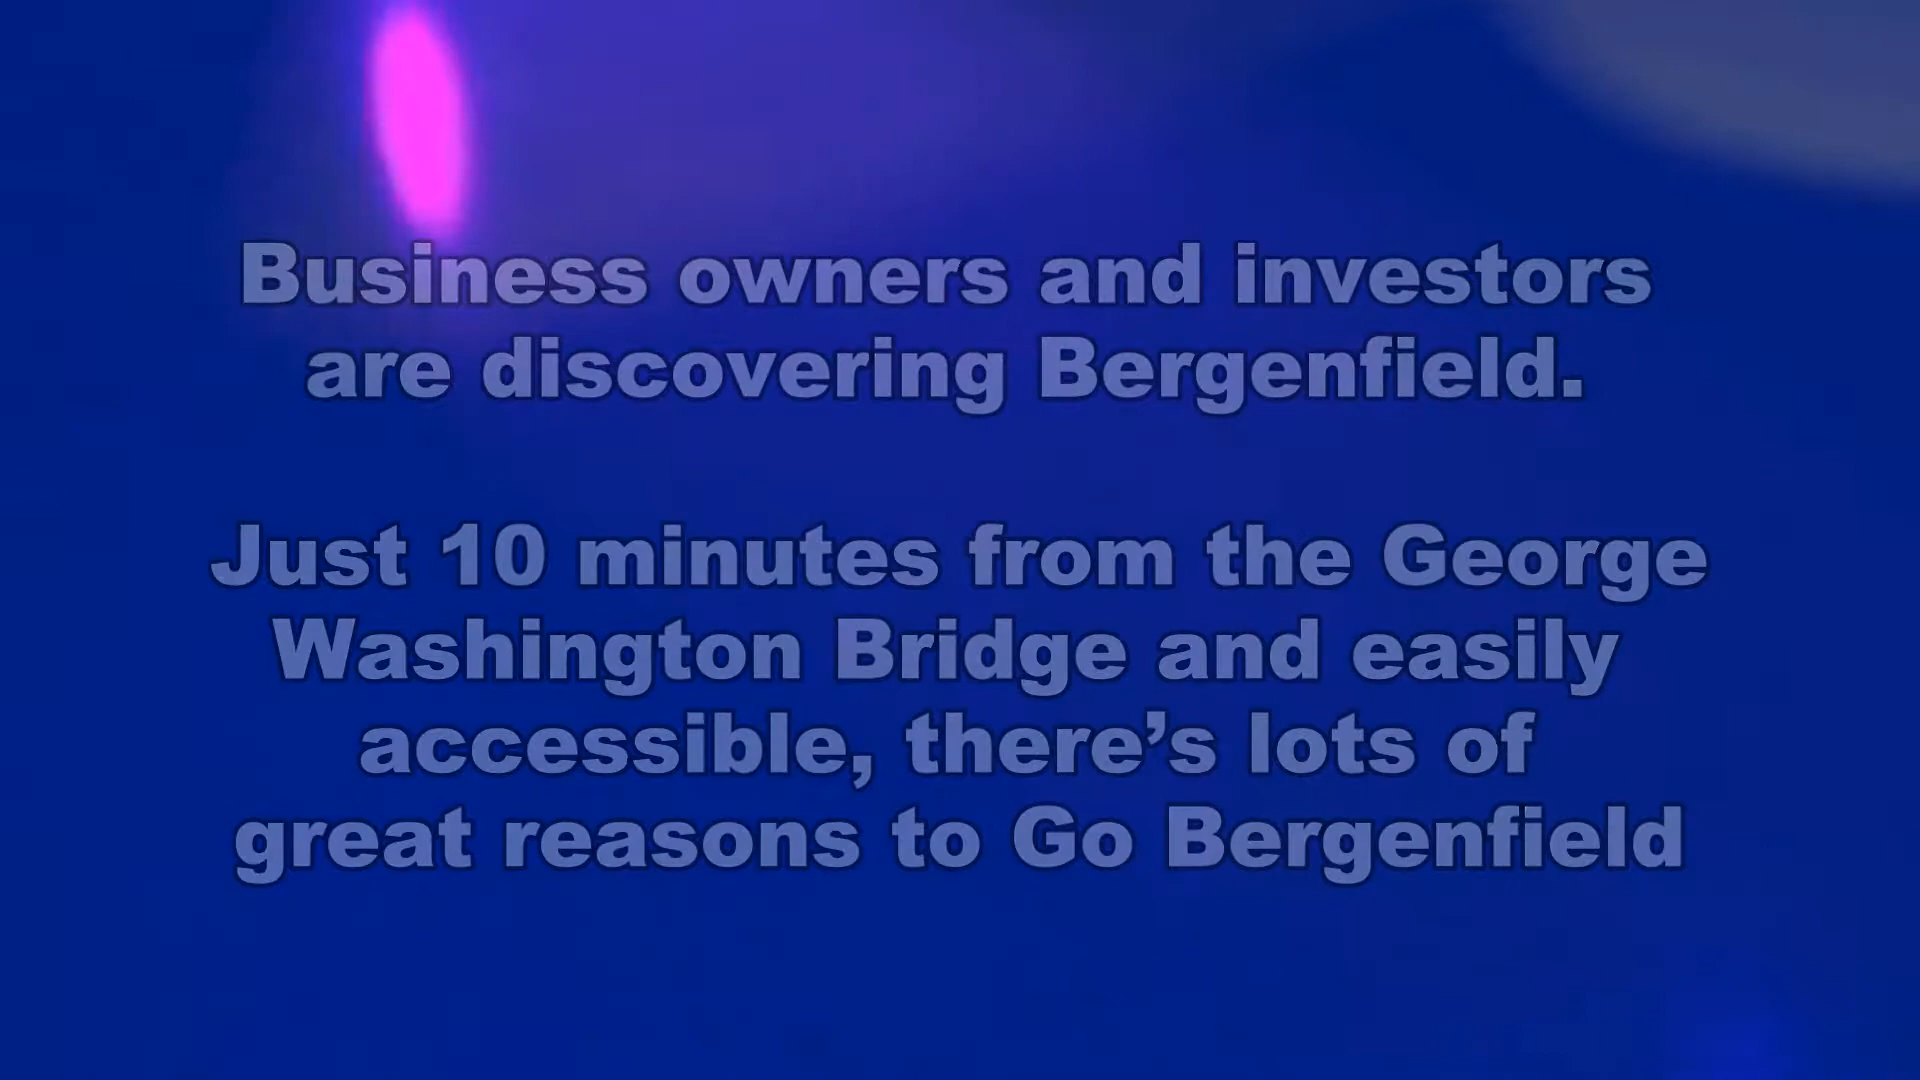 Business owners and investors
are discovering Bergenfield.
Just 10 minutes from the George
Washington Bridge and easily
accessible, there’s lots of
great reasons to Go Bergenfield